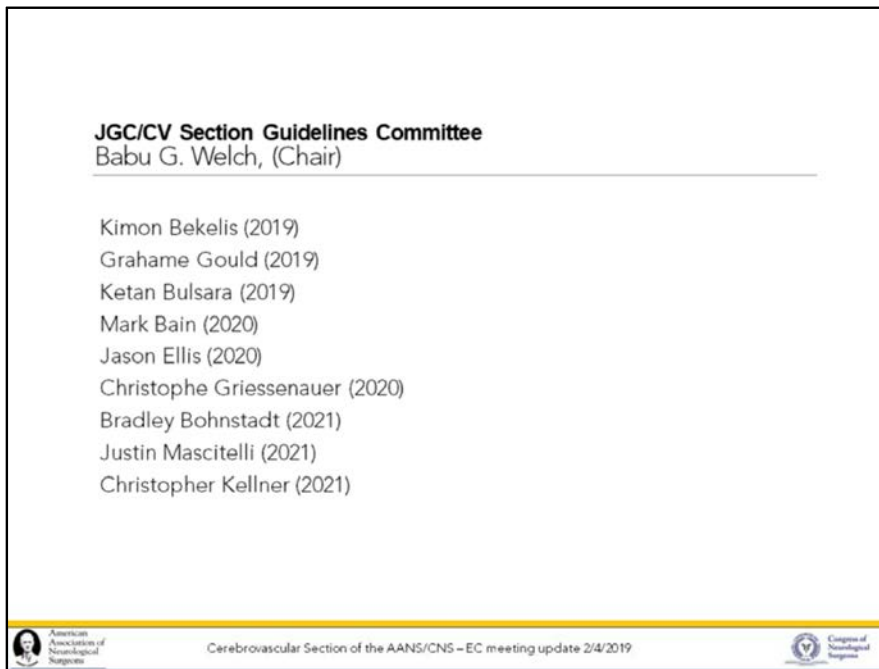 JGC/CV Section Guidelines Committee
Babu G. Welch, (Chair)
Kimon Bekelis (2019)
Grahame Gould (2019)
Ketan Bulsara (2019)
Mark Bain (2020)
Jason Ellis (2020)
Christophe Griessenauer (2020)
Bradley Bohnstadt (2021)
Justin Mascitelli (2021)
Christopher Kellner (2021)
American
Association of
Neurological
Surgeons
Cerebrovascular Section of the AANS/CNS – EC meeting update 2/4/2019
Congress of
Neurological
Surgeons